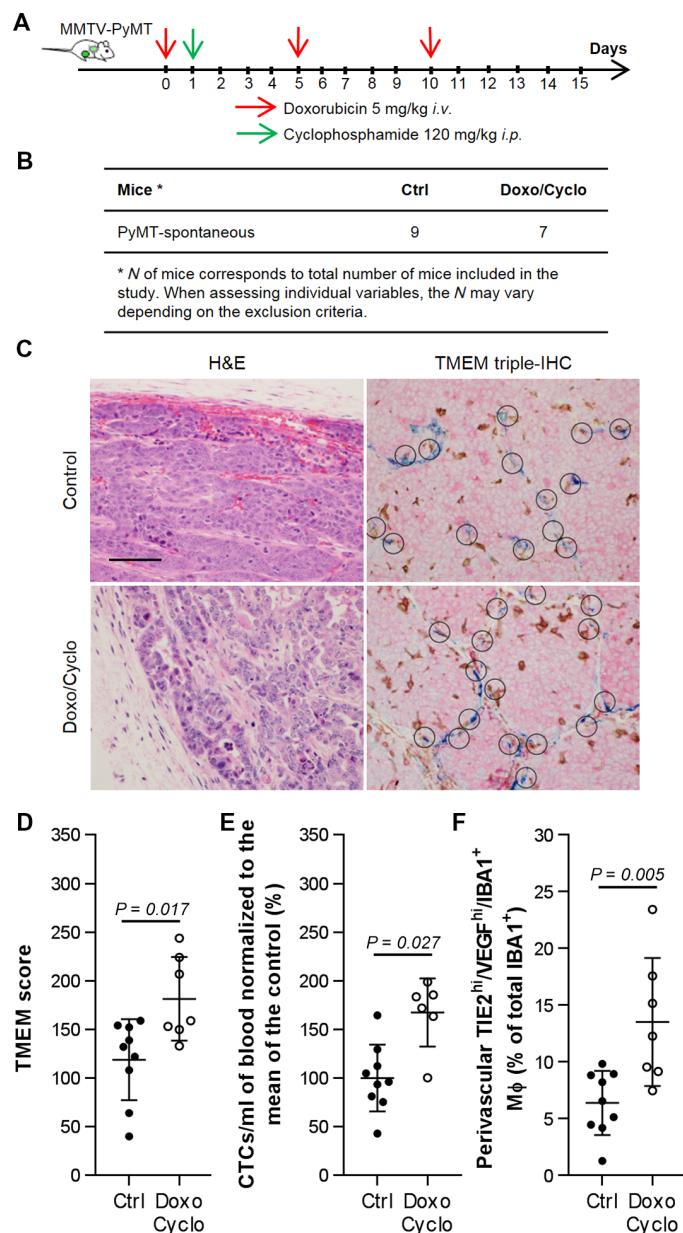 A
MMTV-PyMT
Days
0 1 2 3 4 5 6 7 8 9 10 11 12 13 14 15
Doxorubicin 5 mg/kg i.v.
Cyclophosphamide 120 mg/kg i.p.
B
Mice * Ctrl Doxo/Cyclo
PyMT-spontaneous 9 7
* N of mice corresponds to total number of mice included in the
study. When assessing individual variables, the N may vary
depending on the exclusion criteria.
C
H&E TMEM triple-IHC
Control
Doxo/Cyclo
D
TMEM score
350
300
250
200
150
100
50
0
P = 0.017
Ctrl Doxo
Cyclo
E
CTCs/ml of blood normalized to the
mean of the control (%)
350
300
250
200
150
100
50
0
P = 0.027
Ctrl Doxo
Cyclo
F
Perivascular TIE2hi/VEGFhi/IBA1+
Mϕ (% of total IBA1+)
30
25
20
15
10
5
0
P = 0.005
Ctrl Doxo
Cyclo